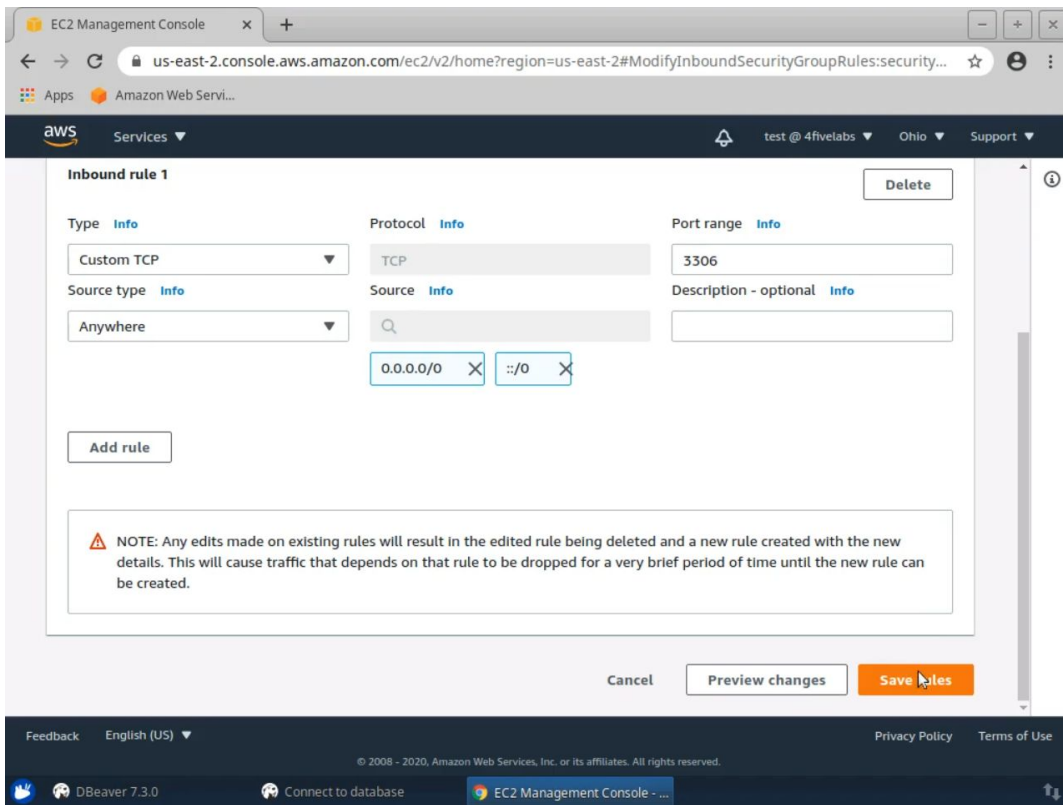 EC2 Management Console
us-east-2.console.aws.amazon.com/ec2/v2/home?region=us-east-2#ModifyInboundSecurityGroupRules:security...
Apps Amazon Web Servi...
aws Services test @ 4fivelabs Ohio Support
Inbound rule 1 Delete
Type Info Protocol Info Port range Info
Custom TCP TCP 3306
Source type Info Source Info Description - optional Info
Anywhere
0.0.0.0/0 ::/0
Add rule
NOTE: Any edits made on existing rules will result in the edited rule being deleted and a new rule created with the new
details. This will cause traffic that depends on that rule to be dropped for a very brief period of time until the new rule can
be created.
Cancel Preview changes Save rules
Feedback English (US) Privacy Policy Terms of Use
© 2008 - 2020, Amazon Web Services, Inc. or its affiliates. All rights reserved.
DBeaver 7.3.0 Connect to database EC2 Management Console - ...